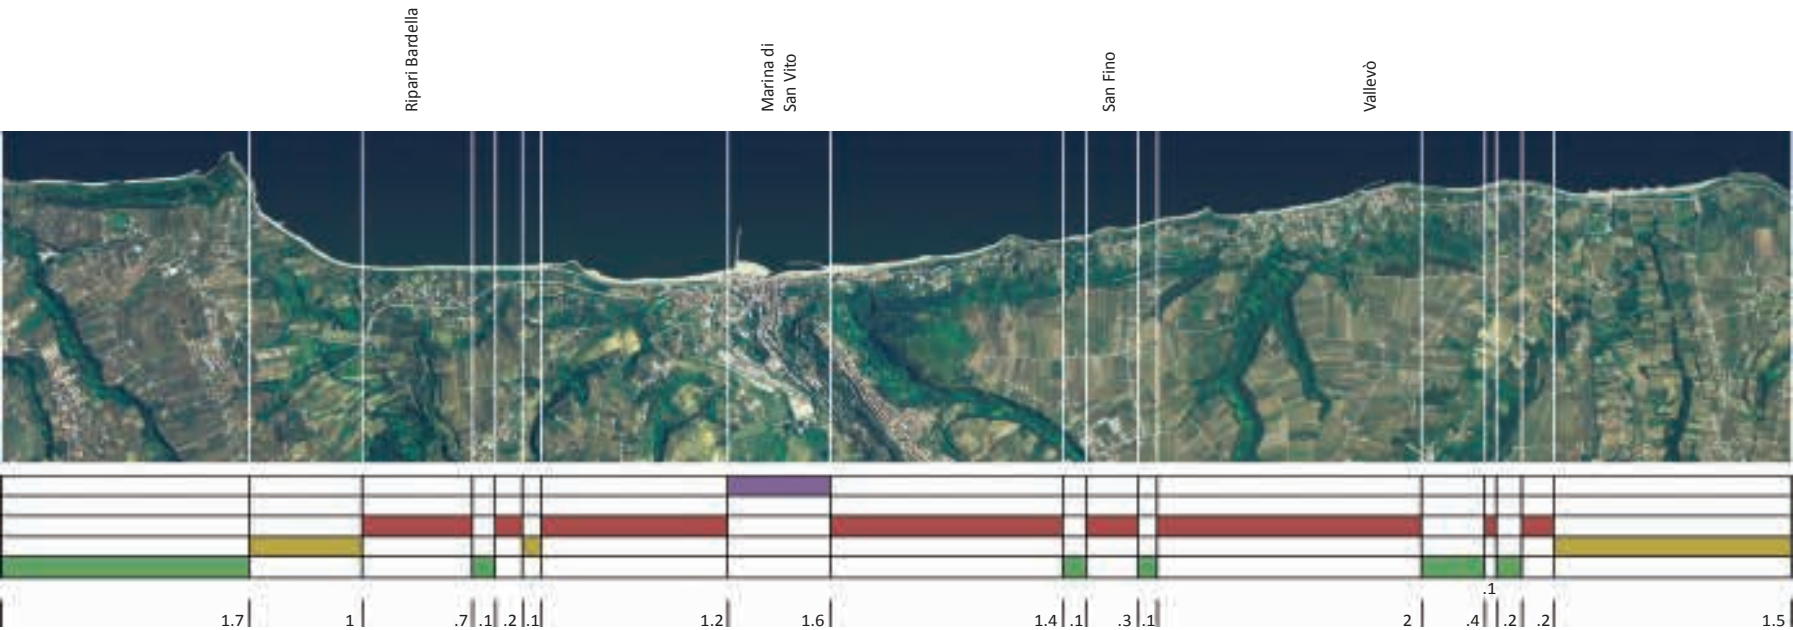 Ripari Bardella
Marina di
San Vito
San Fino
Vallevò
.1
1.7 1 .7 .1 .2 .1 1.2 1.6 1.4 .1 .3 .1 2 .4 .2 .2 1.5